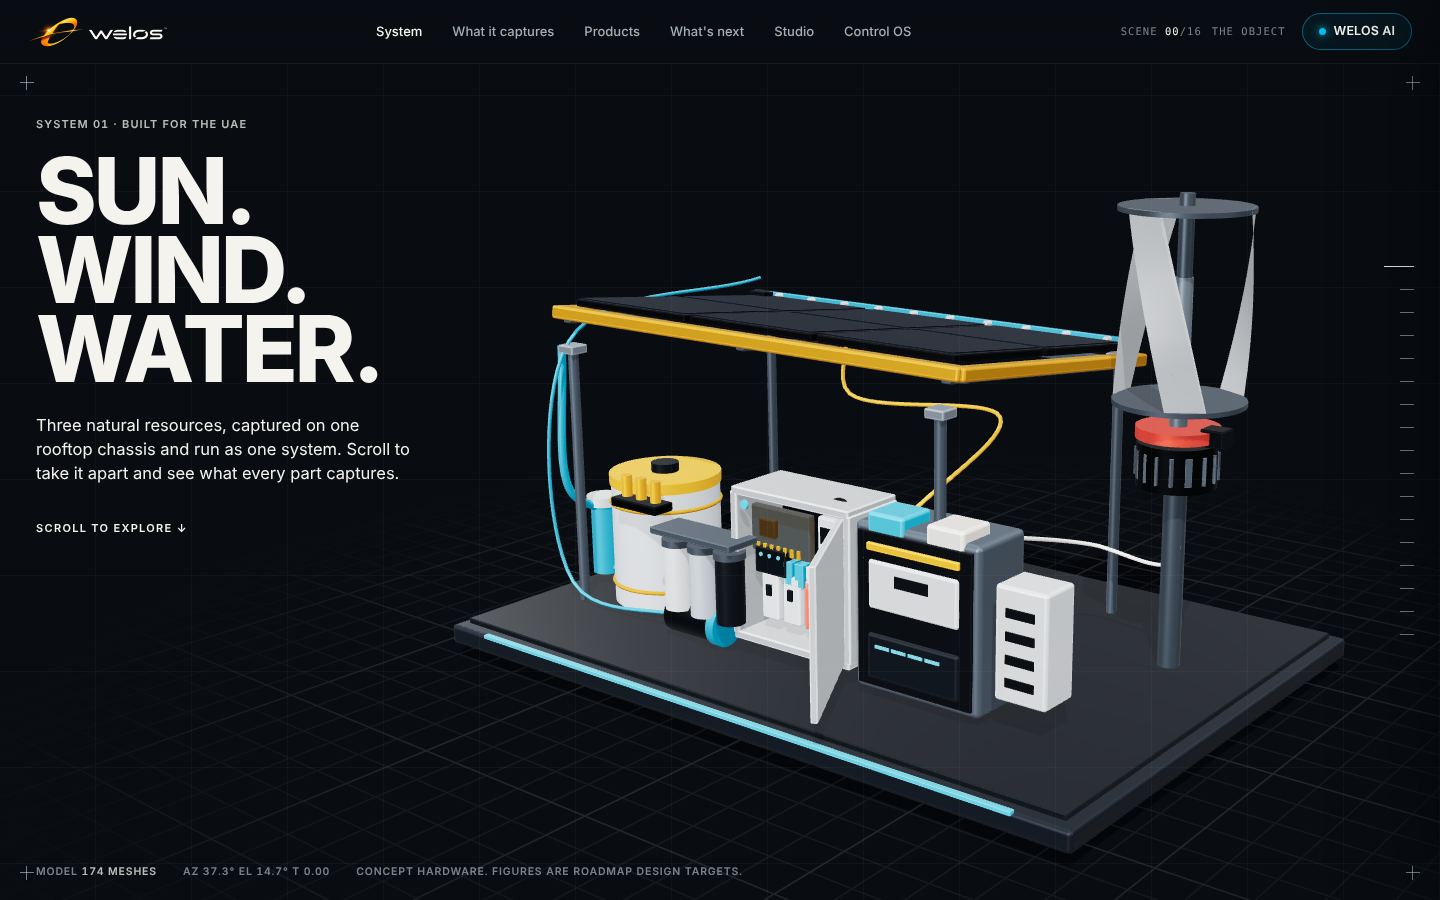 welos
System
What it captures
Products
What's next
Studio
Control OS
SCENE 00/16 THE OBJECT
WELOS AI
SYSTEM 01 · BUILT FOR THE UAE
SUN.
WIND.
WATER.
Three natural resources, captured on one
rooftop chassis and run as one system. Scroll to
take it apart and see what every part captures.
SCROLL TO EXPLORE ↓
MODEL 174 MESHES
AZ 37.3° EL 14.7° T 0.00
CONCEPT HARDWARE. FIGURES ARE ROADMAP DESIGN TARGETS.